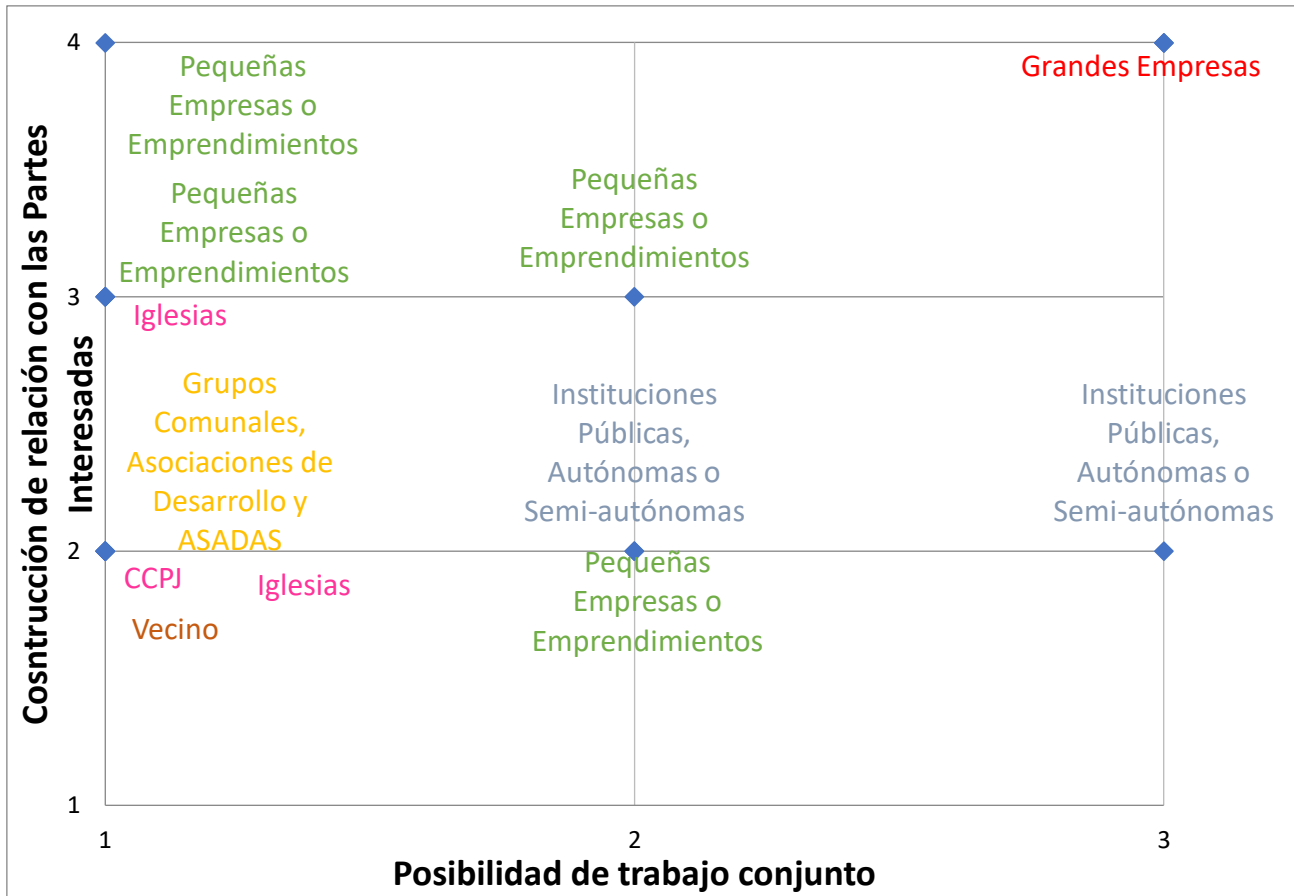 Cosntrucción de relación con las Partes
Interesadas
4
3
2
1
Pequeñas
Empresas o
Emprendimientos
Grandes Empresas
Pequeñas
Empresas o
Emprendimientos
Pequeñas
Empresas o
Emprendimientos
Iglesias
Grupos
Comunales,
Asociaciones de
Desarrollo y
ASADAS
Instituciones
Públicas,
Autónomas o
Semi-autónomas
Instituciones
Públicas,
Autónomas o
Semi-autónomas
CCPJ
Iglesias
Vecino
Pequeñas
Empresas o
Emprendimientos
1
2
3
Posibilidad de trabajo conjunto